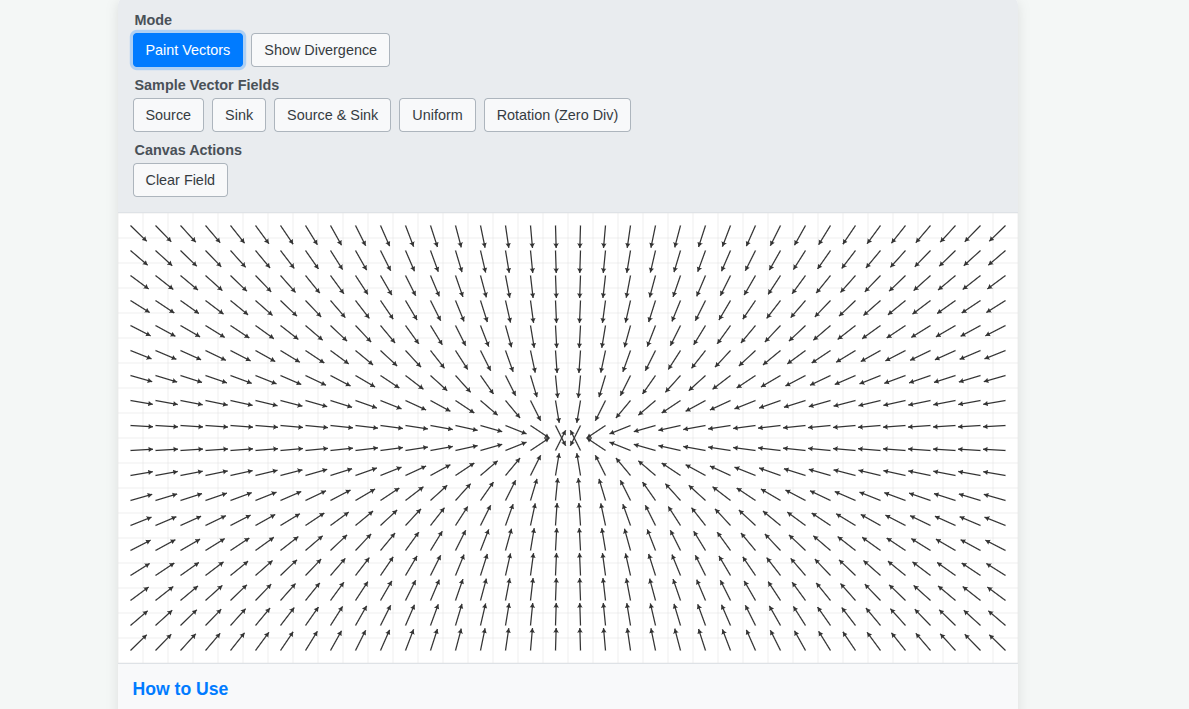 Mode
Paint Vectors Show Divergence
Sample Vector Fields
Source Sink Source & Sink Uniform Rotation (Zero Div)
Canvas Actions
Clear Field
How to Use